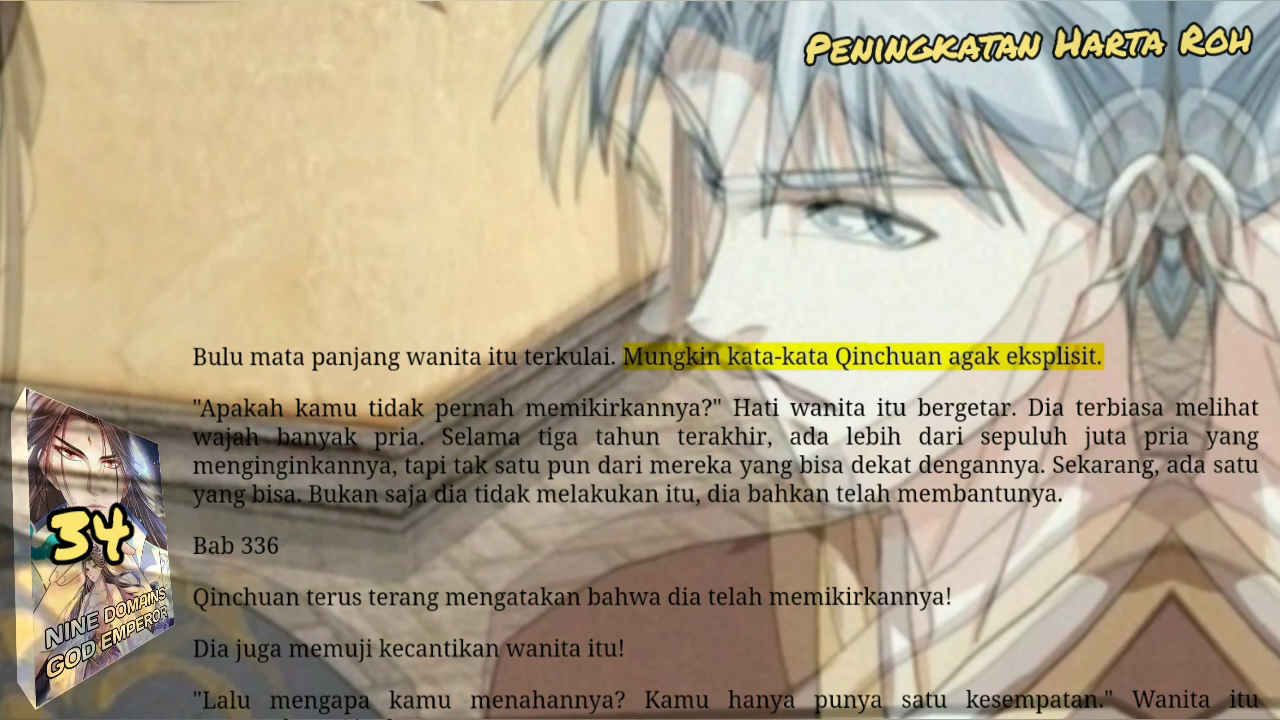 Peningkatan Harta Roh
Bulu mata panjang wanita itu terkulai. Mungkin kata-kata Qinchuan agak eksplisit.
"Apakah kamu tidak pernah memikirkannya?" Hati wanita itu bergetar. Dia terbiasa melihat
wajah banyak pria. Selama tiga tahun terakhir, ada lebih dari sepuluh juta pria yang
menginginkannya, tapi tak satu pun dari mereka yang bisa dekat dengannya. Sekarang, ada satu
yang bisa. Bukan saja dia tidak melakukan itu, dia bahkan telah membantunya.
Bab 336
Qinchuan terus terang mengatakan bahwa dia telah memikirkannya!
Dia juga memuji kecantikan wanita itu!
"Lalu mengapa kamu menahannya? Kamu hanya punya satu kesempatan." Wanita itu
34
NINE DOMAINS
GOD EMPEROR